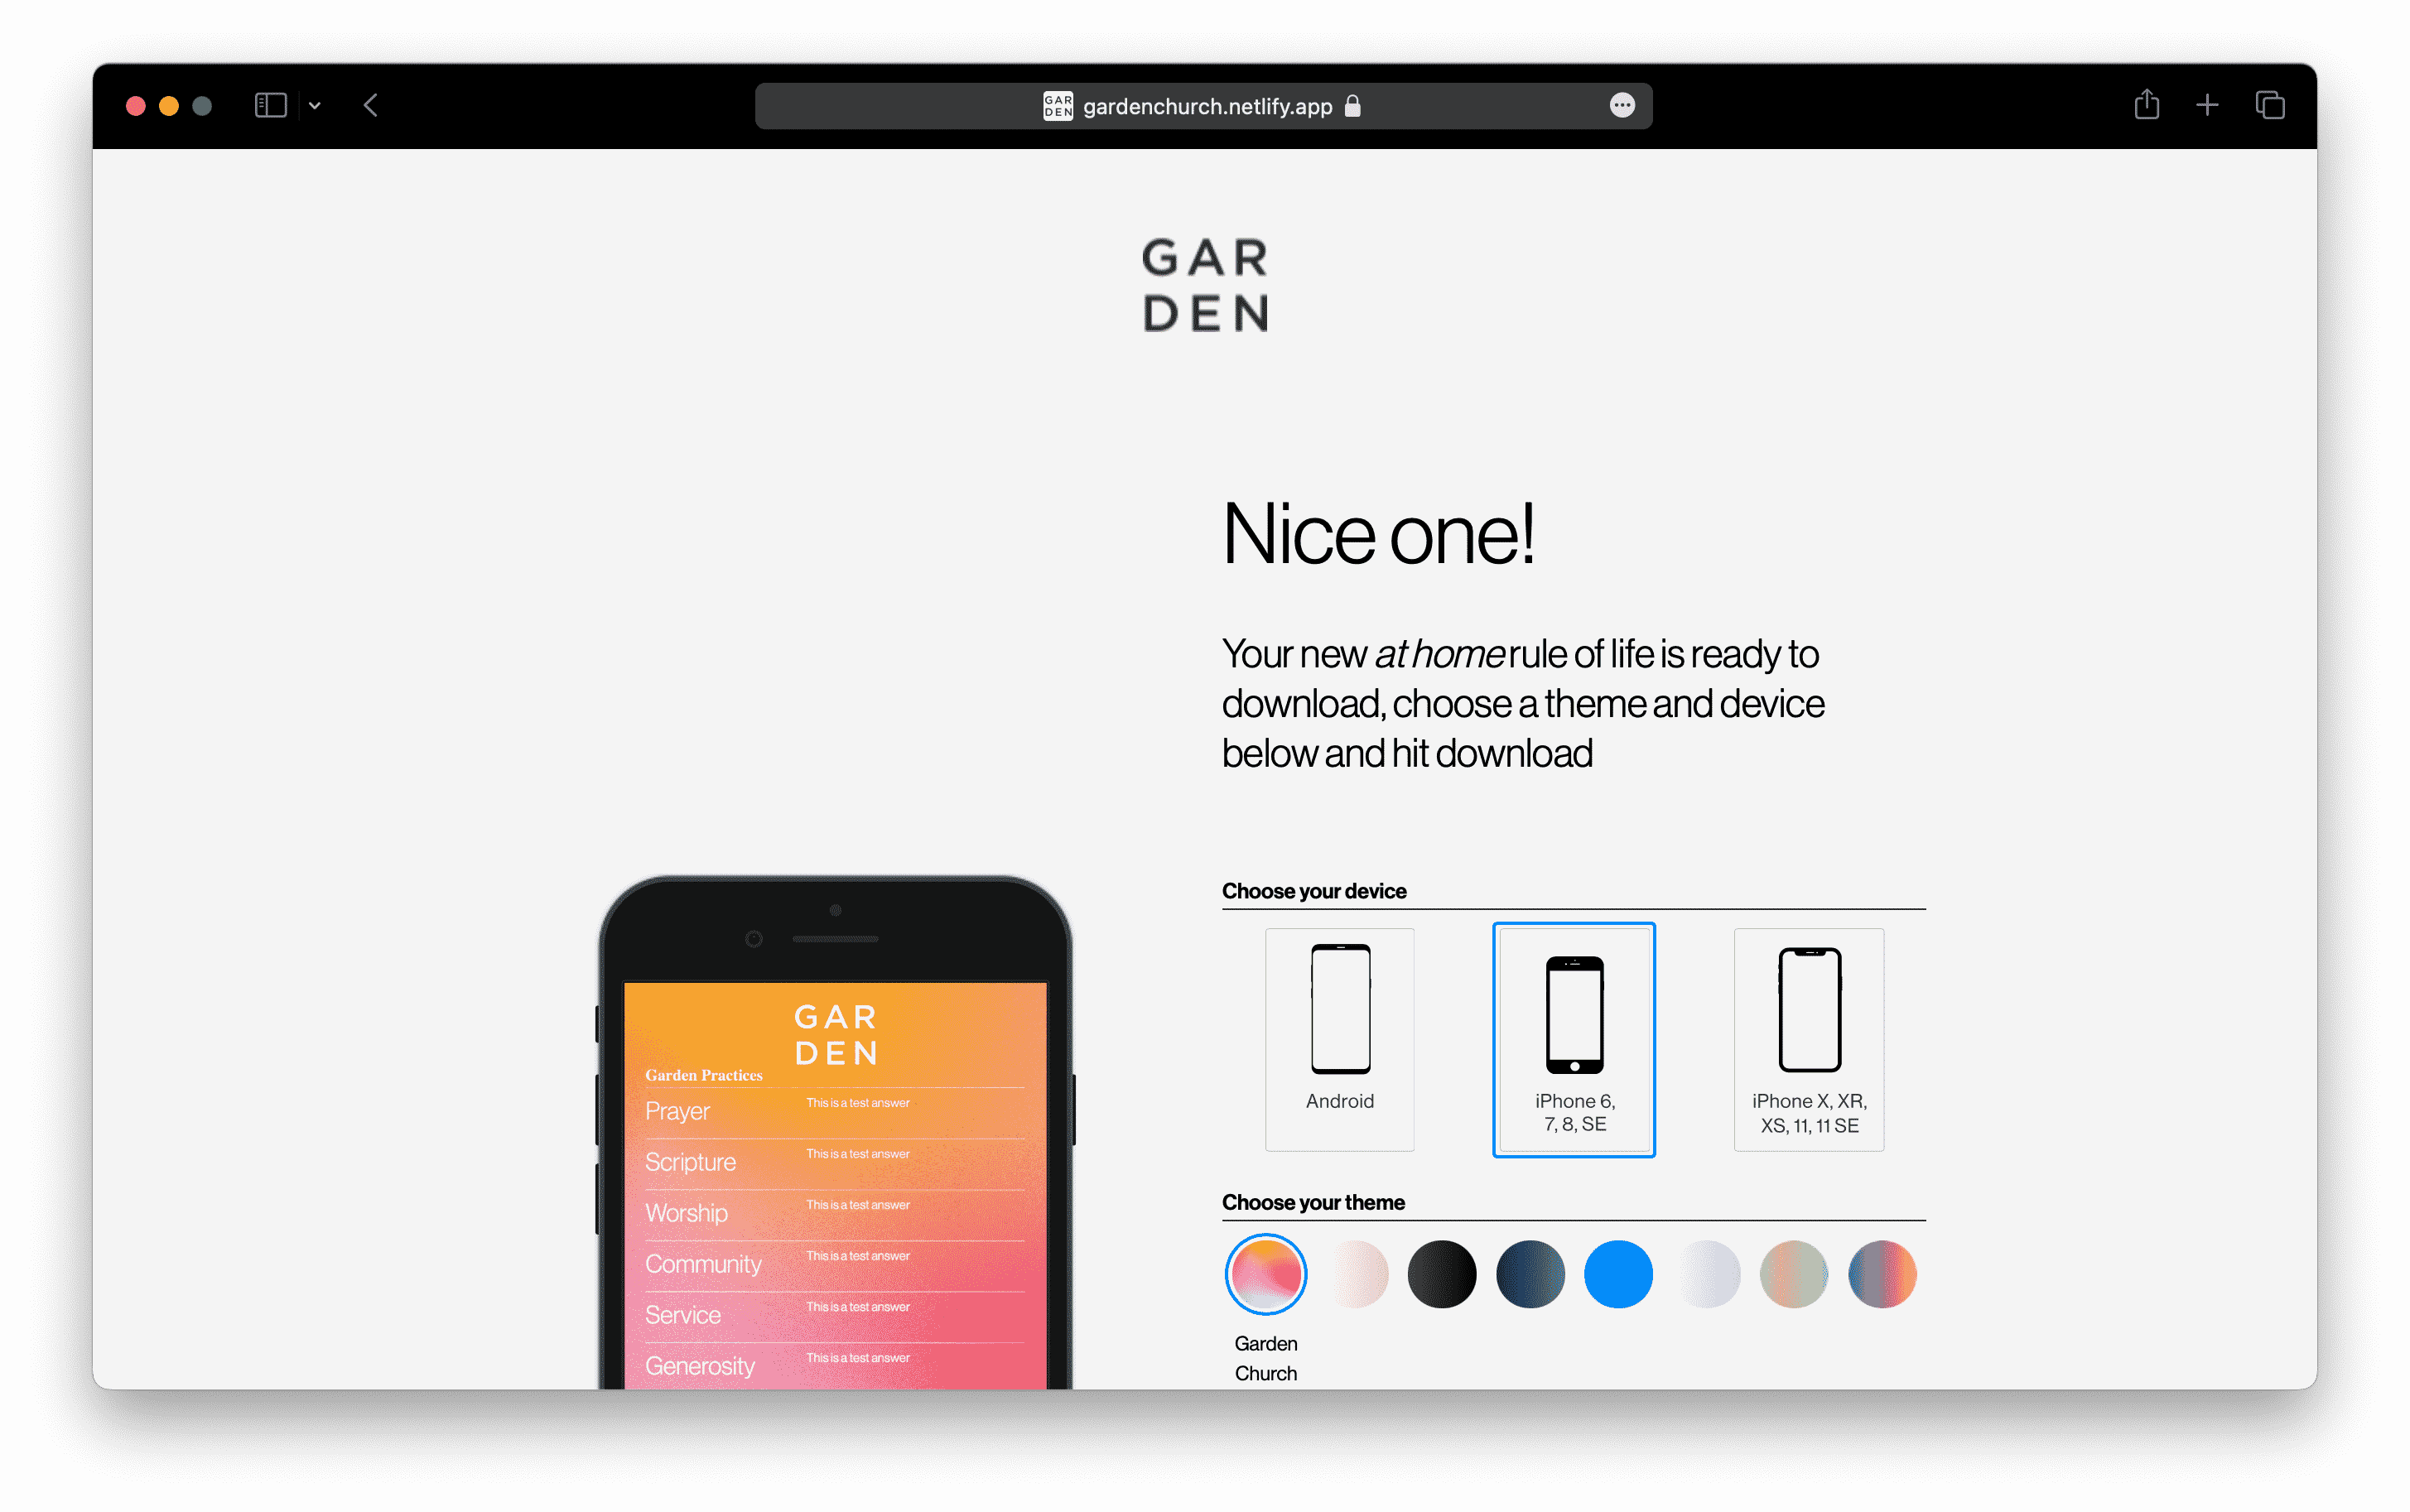 GAR
DEN
gardenchurch.netlify.app
GAR
DEN
Nice one!
Your new at home rule of life is ready to
download, choose a theme and device
below and hit download
Choose your device
Android
iPhone 6,
7, 8, SE
iPhone X, XR,
XS, 11, 11 SE
Choose your theme
Garden
Church
GAR
DEN
Garden Practices
Prayer This is a test answer
Scripture This is a test answer
Worship This is a test answer
Community This is a test answer
Service This is a test answer
Generosity This is a test answer